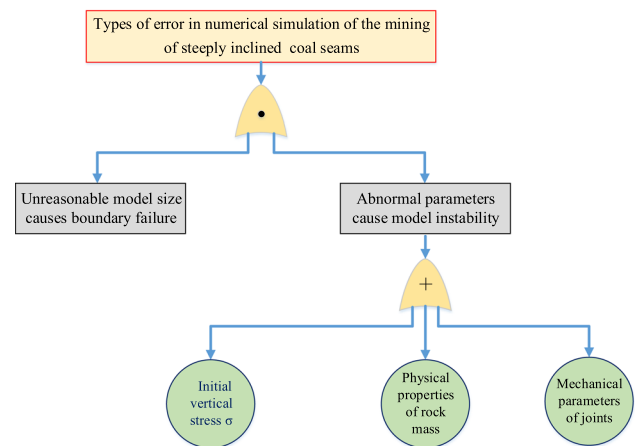 Types of error in numerical simulation of the mining
of steeply inclined coal seams
Unreasonable model size
causes boundary failure
Abnormal parameters
cause model instability
+
Initial
vertical
stress σ
Physical
properties
of rock
mass
Mechanical
parameters
of joints